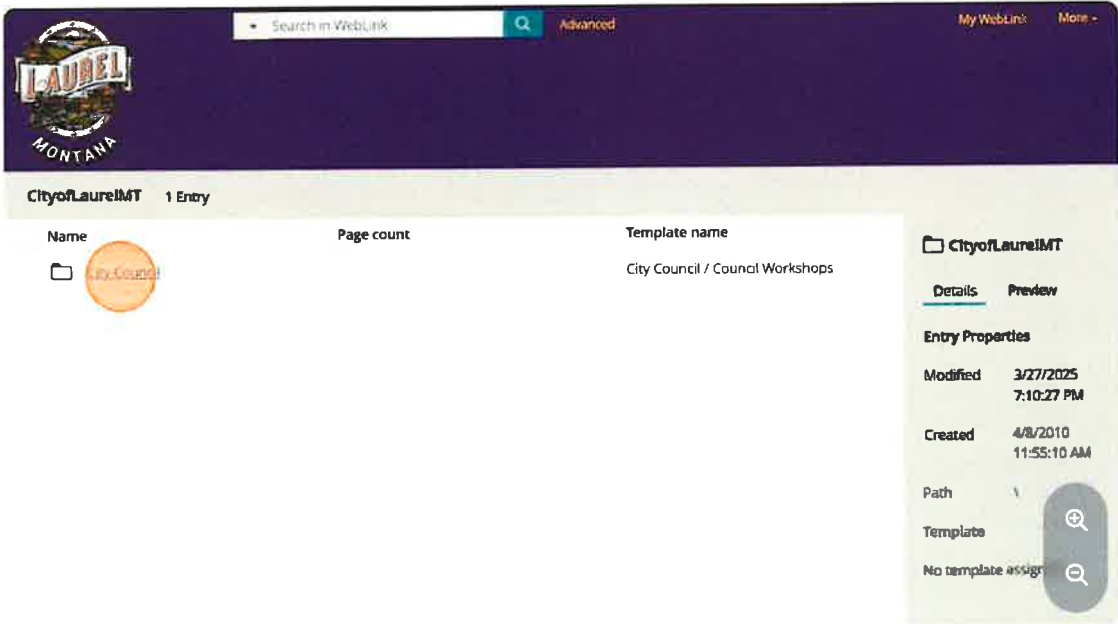 Search in WebLink
Advanced
My WebLink
More
LAUREL
MONTANA
CityofLaurelMT 1 Entry
Name Page count Template name
City Council City Council / Council Workshops
CityofLaurelMT
Details Preview
Entry Properties
Modified 3/27/2025
7:10:27 PM
Created 4/8/2010
11:55:10 AM
Path \
Template
No template